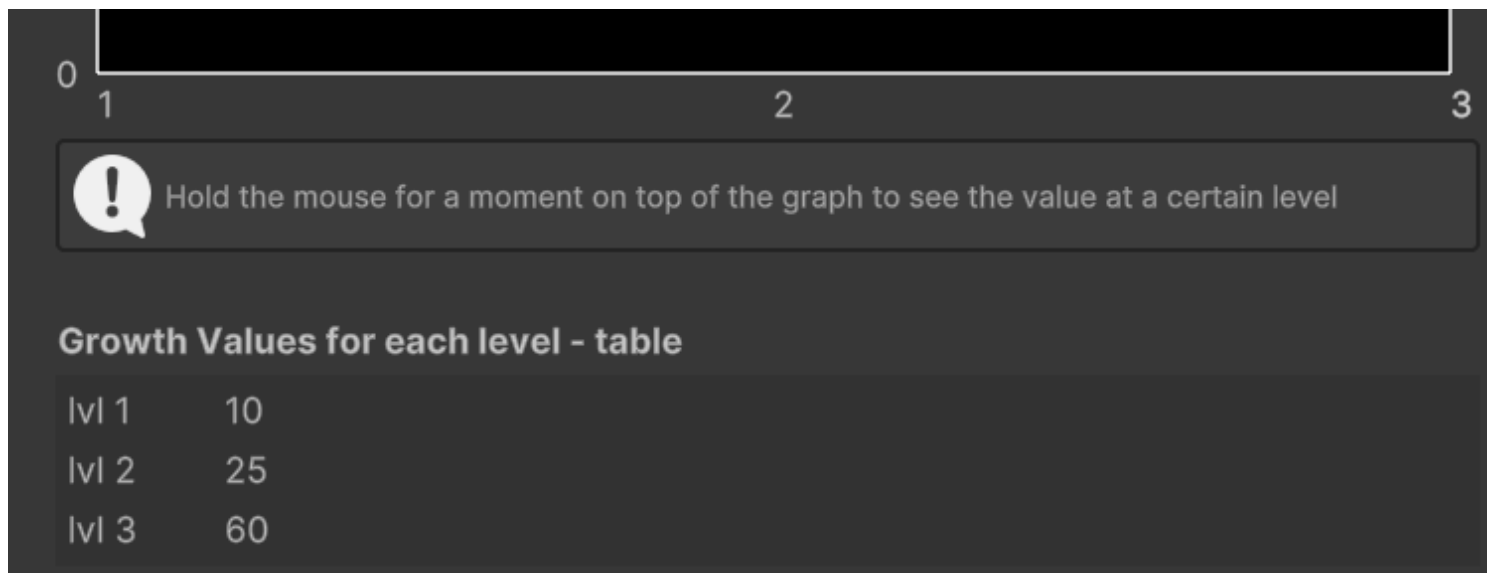 0
1 2 3
Hold the mouse for a moment on top of the graph to see the value at a certain level
Growth Values for each level - table
lvl 1 10
lvl 2 25
lvl 3 60